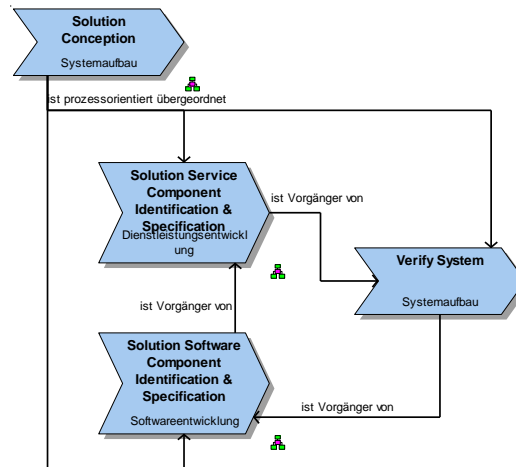 Solution
Conception
Systemaufbau
ist prozessorientiert übergeordnet
Solution Service
Component
Identification &
Specification
Dienstleistungsentwickl
ung
ist Vorgänger von
Verify System
Systemaufbau
ist Vorgänger von
Solution Software
Component
Identification &
Specification
Softwareentwicklung
ist Vorgänger von